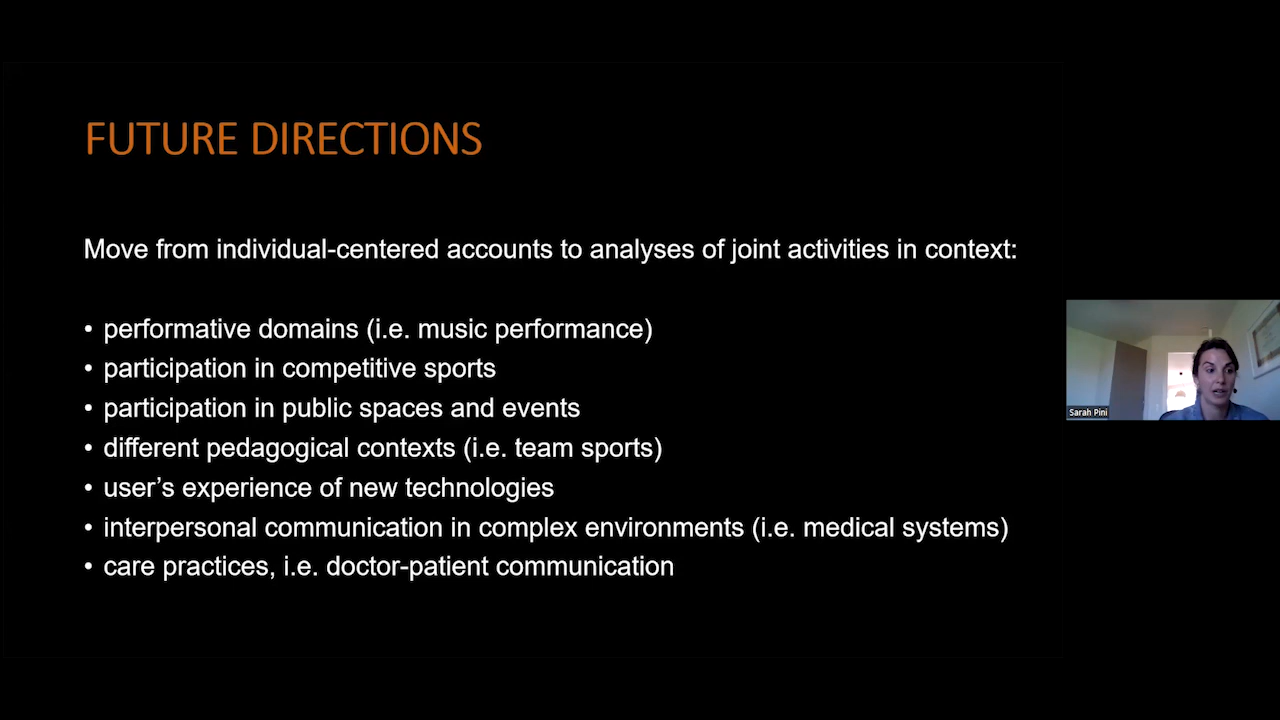 FUTURE DIRECTIONS
Move from individual-centered accounts to analyses of joint activities in context:
• performative domains (i.e. music performance)
• participation in competitive sports
• participation in public spaces and events
• different pedagogical contexts (i.e. team sports)
• user’s experience of new technologies
• interpersonal communication in complex environments (i.e. medical systems)
• care practices, i.e. doctor-patient communication
Sarah Pini